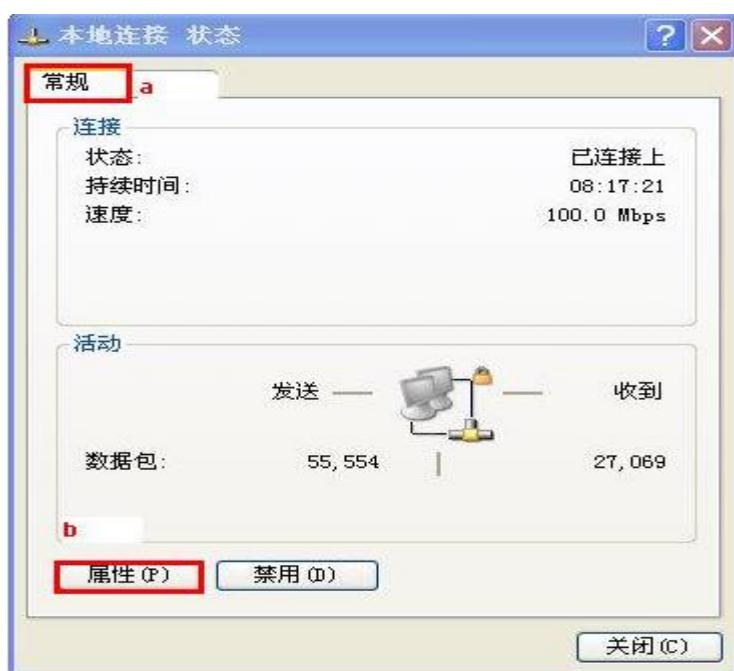 本地连接 状态
常规 a
连接
状态: 已连接上
持续时间: 08:17:21
速度: 100.0 Mbps
活动
发送 — — 收到
数据包: 55,554 | 27,069
b
属性(P) 禁用(D)
关闭(C)